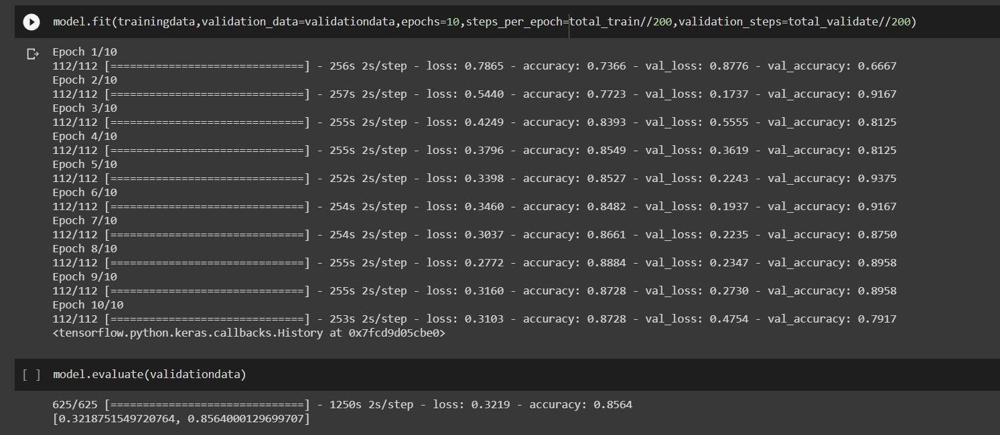 model.fit(trainingdata,validation_data=validationdata,epochs=10,steps_per_epoch=total_train//200,validation_steps=total_validate//200)
Epoch 1/10
112/112 [==============================] - 256s 2s/step - loss: 0.7865 - accuracy: 0.7366 - val_loss: 0.8776 - val_accuracy: 0.6667
Epoch 2/10
112/112 [==============================] - 257s 2s/step - loss: 0.5440 - accuracy: 0.7723 - val_loss: 0.1737 - val_accuracy: 0.9167
Epoch 3/10
112/112 [==============================] - 255s 2s/step - loss: 0.4249 - accuracy: 0.8393 - val_loss: 0.5555 - val_accuracy: 0.8125
Epoch 4/10
112/112 [==============================] - 255s 2s/step - loss: 0.3796 - accuracy: 0.8549 - val_loss: 0.3619 - val_accuracy: 0.8125
Epoch 5/10
112/112 [==============================] - 252s 2s/step - loss: 0.3398 - accuracy: 0.8527 - val_loss: 0.2243 - val_accuracy: 0.9375
Epoch 6/10
112/112 [==============================] - 254s 2s/step - loss: 0.3460 - accuracy: 0.8482 - val_loss: 0.1937 - val_accuracy: 0.9167
Epoch 7/10
112/112 [==============================] - 254s 2s/step - loss: 0.3037 - accuracy: 0.8661 - val_loss: 0.2235 - val_accuracy: 0.8750
Epoch 8/10
112/112 [==============================] - 255s 2s/step - loss: 0.2772 - accuracy: 0.8884 - val_loss: 0.2347 - val_accuracy: 0.8958
Epoch 9/10
112/112 [==============================] - 255s 2s/step - loss: 0.3160 - accuracy: 0.8728 - val_loss: 0.2730 - val_accuracy: 0.8958
Epoch 10/10
112/112 [==============================] - 253s 2s/step - loss: 0.3103 - accuracy: 0.8728 - val_loss: 0.4754 - val_accuracy: 0.7917
<tensorflow.python.keras.callbacks.History at 0x7fcd9d05cbe0>
[ ] model.evaluate(validationdata)
625/625 [==============================] - 1250s 2s/step - loss: 0.3219 - accuracy: 0.8564
[0.3218751549720764, 0.8564000129699707]